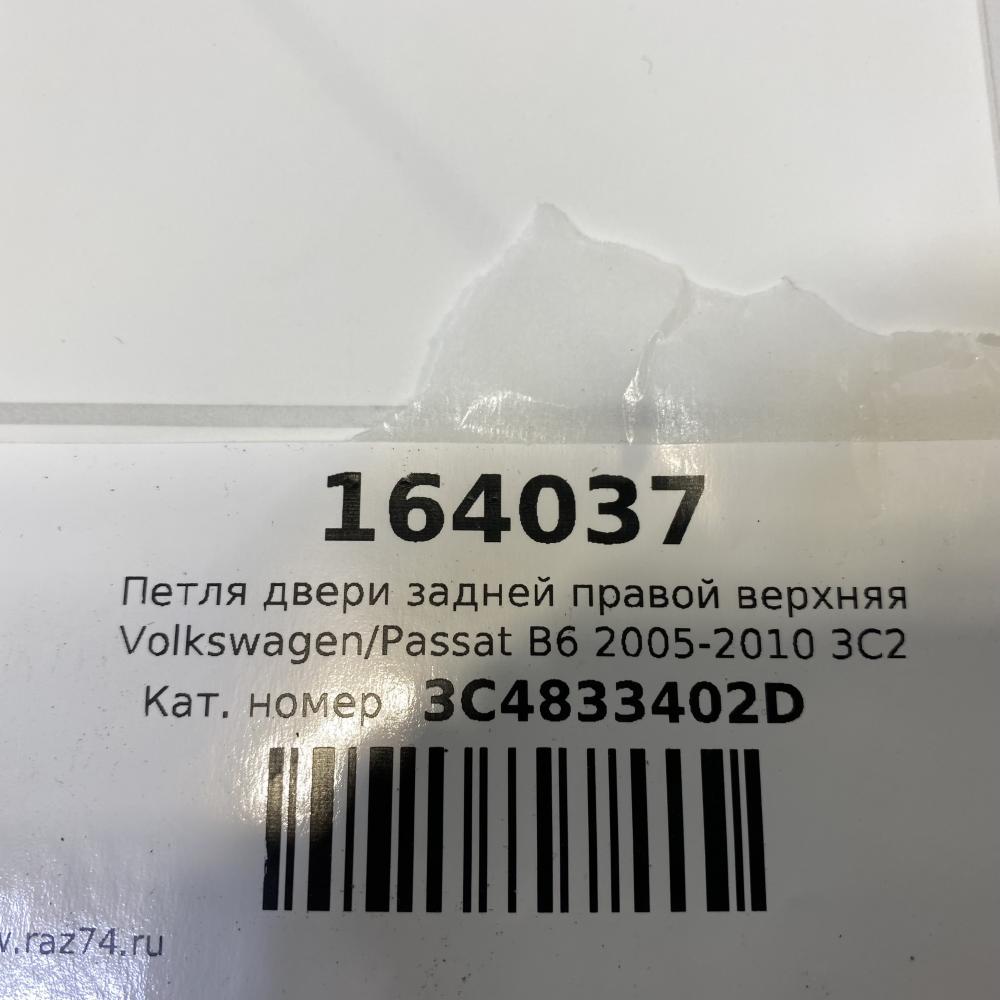 164037
Петля двери задней правой верхняя
Volkswagen/Passat B6 2005-2010 3C2
Кат. номер 3C4833402D
w.raz74.ru